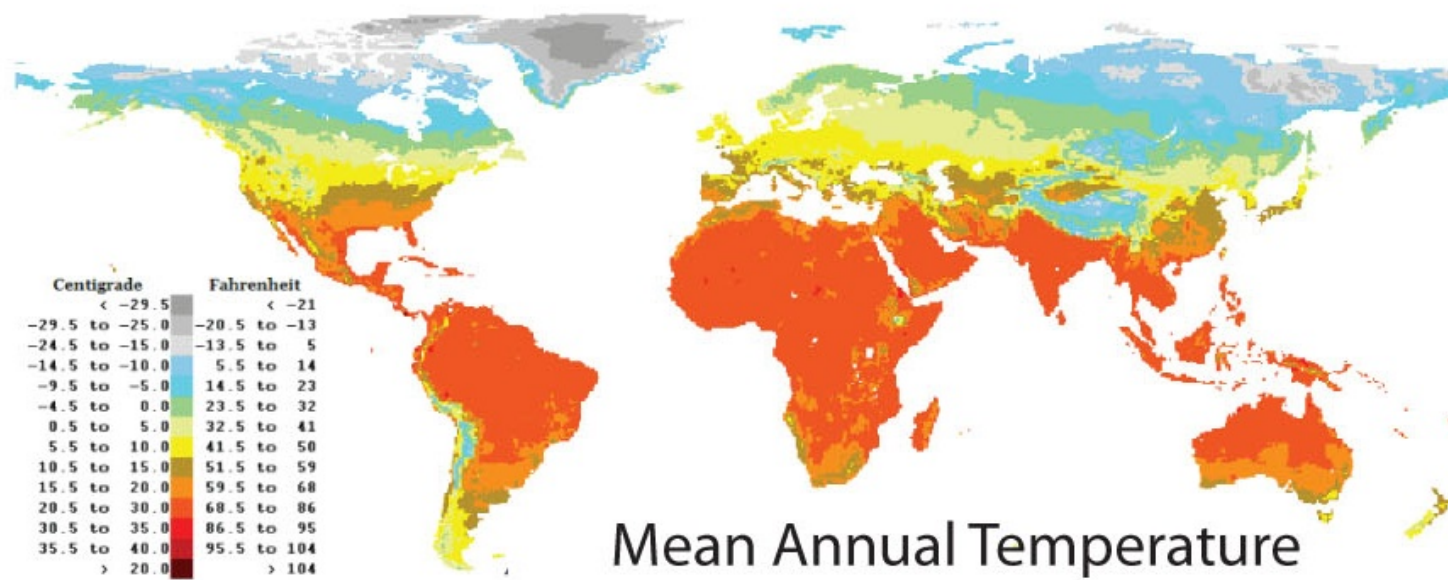 Centigrade Fahrenheit
< -29.5 < -21
-29.5 to -25.0 -20.5 to -13
-24.5 to -15.0 -13.5 to 5
-14.5 to -10.0 5.5 to 14
-9.5 to -5.0 14.5 to 23
-4.5 to 0.0 23.5 to 32
0.5 to 5.0 32.5 to 41
5.5 to 10.0 41.5 to 50
10.5 to 15.0 51.5 to 59
15.5 to 20.0 59.5 to 68
20.5 to 30.0 68.5 to 86
30.5 to 35.0 86.5 to 95
35.5 to 40.0 95.5 to 104
> 20.0 > 104
Mean Annual Temperature